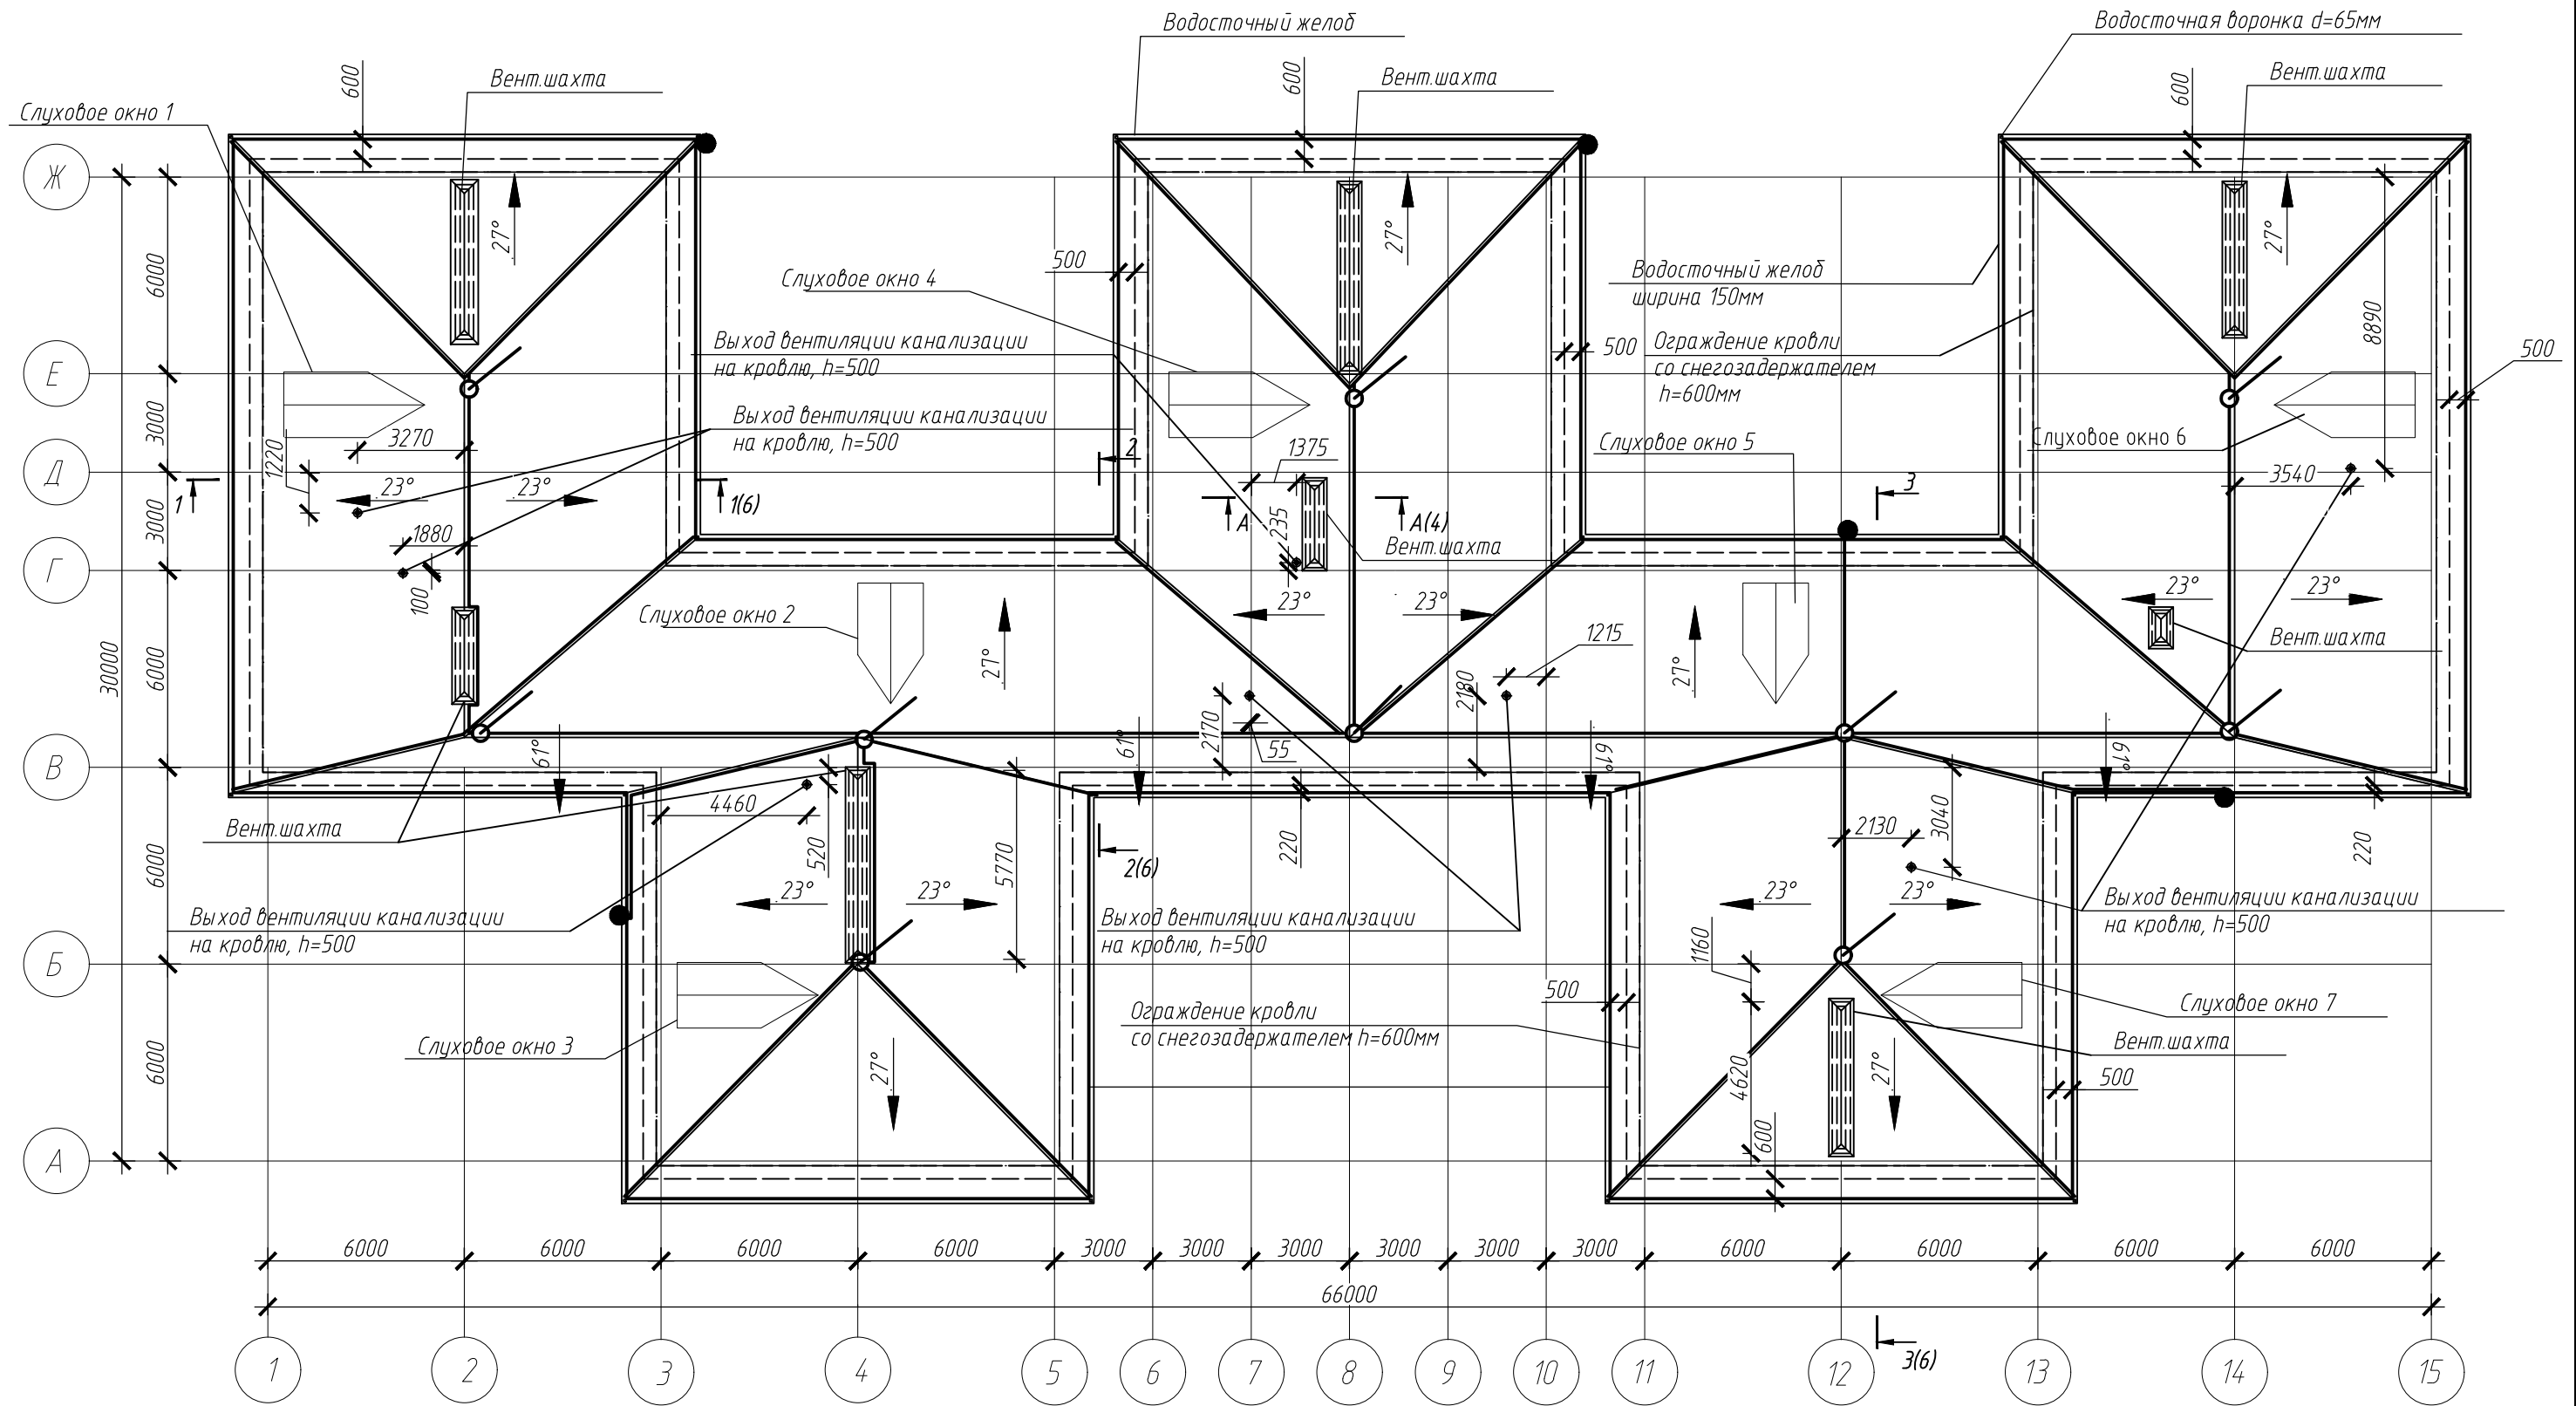 Водосточный желоб
Водосточная воронка d=65мм
600
Вент.шахта
600
Вент.шахта
600
Вент.шахта
Слуховое окно 1
Ж
27°
27°
27°
6000
500
Слуховое окно 4
Водосточный желоб
ширина 150мм
8890
Выход вентиляции канализации
на кровлю, h=500
500
Ограждение кровли
со снегозадержателем
h=600мм
500
Е
3000
Выход вентиляции канализации
на кровлю, h=500
3270
1220
2
1375
Слуховое окно 5
Слуховое окно 6
Д
3540
23°
23°
1
1(6)
А
А(4)
3
3000
1880
235
Вент.шахта
Г
100
Слуховое окно 2
27°
23°
23°
27°
23°
23°
1215
Вент.шахта
30000
6000
2180
2170
55
61°
61°
61°
61°
В
4460
520
220
2130
3040
220
Вент.шахта
5770
2(6)
6000
23°
23°
23°
23°
Выход вентиляции канализации
на кровлю, h=500
Выход вентиляции канализации
на кровлю, h=500
Выход вентиляции канализации
на кровлю, h=500
1160
Б
500
Ограждение кровли
со снегозадержателем h=600мм
Слуховое окно 7
Слуховое окно 3
Вент.шахта
27°
4620
27°
500
6000
600
А
6000
6000
6000
6000
3000
3000
3000
3000
3000
3000
6000
6000
6000
6000
66000
1
2
3
4
5
6
7
8
9
10
11
12
3(6)
13
14
15